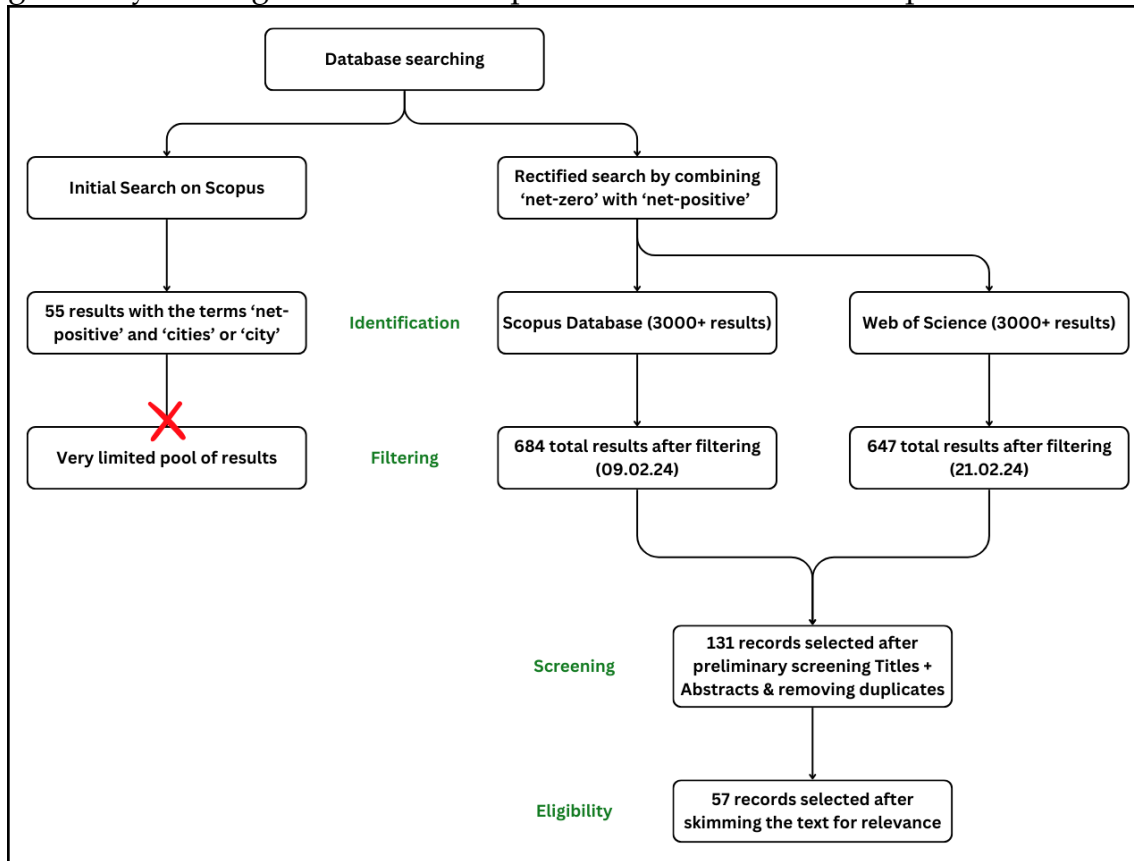 Database searching
Initial Search on Scopus
Rectified search by combining
‘net-zero’ with ‘net-positive’
55 results with the terms ‘net-
positive’ and ‘cities’ or ‘city’
Identification
Scopus Database (3000+ results)
Web of Science (3000+ results)
Very limited pool of results
Filtering
684 total results after filtering
(09.02.24)
647 total results after filtering
(21.02.24)
Screening
131 records selected after
preliminary screening Titles +
Abstracts & removing duplicates
Eligibility
57 records selected after
skimming the text for relevance